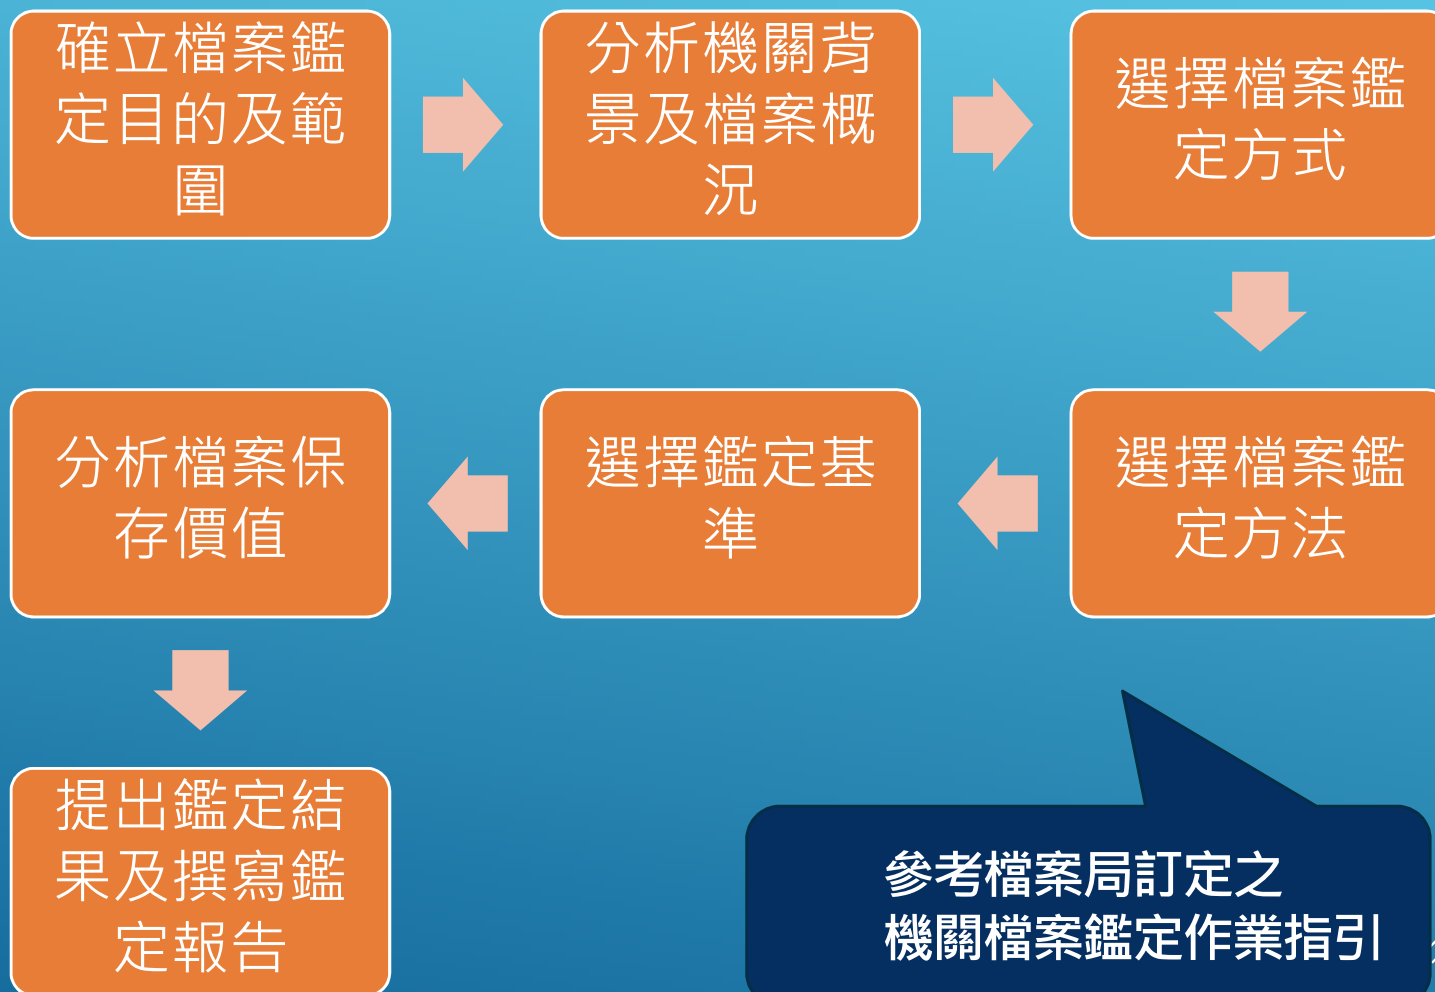 確立檔案鑑
定目的及範
圍
分析機關背
景及檔案概
況
選擇檔案鑑
定方式
選擇檔案鑑
定方法
選擇鑑定基
準
分析檔案保
存價值
提出鑑定結
果及撰寫鑑
定報告
參考檔案局訂定之
機關檔案鑑定作業指引